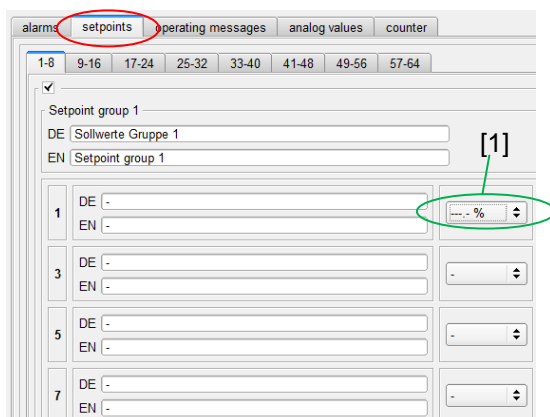 alarms setpoints operating messages analog values counter
1-8 9-16 17-24 25-32 33-40 41-48 49-56 57-64
Setpoint group 1
DE Sollwerte Gruppe 1
EN Setpoint group 1
[1]
1 DE - ---.- %
EN -
3 DE - -
EN -
5 DE - -
EN -
7 DE - -
EN -